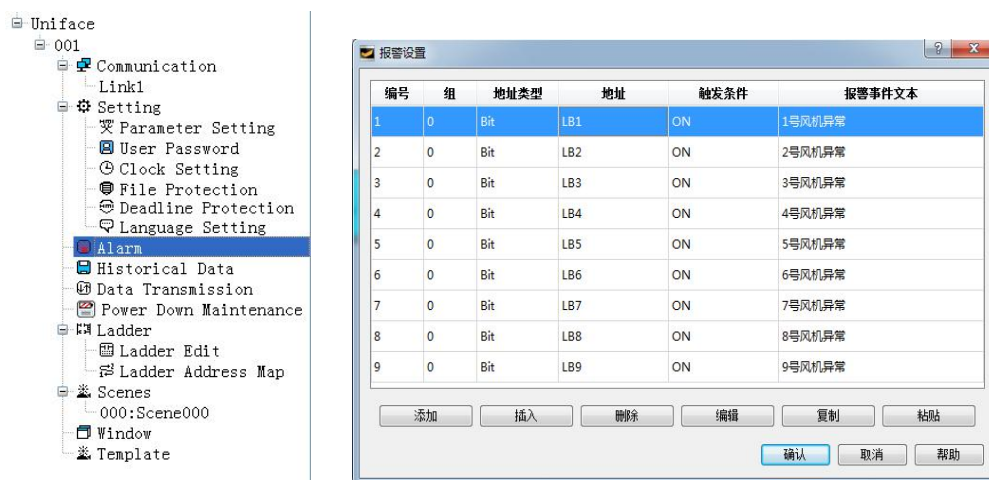 Uniface
001
Communication
Link1
Setting
Parameter Setting
User Password
Clock Setting
File Protection
Deadline Protection
Language Setting
Alarm
Historical Data
Data Transmission
Power Down Maintenance
Ladder
Ladder Edit
Ladder Address Map
Scenes
000:Scene000
Window
Template
报警设置
编号 组 地址类型 地址 触发条件 报警事件文本
1 0 Bit LB1 ON 1号风机异常
2 0 Bit LB2 ON 2号风机异常
3 0 Bit LB3 ON 3号风机异常
4 0 Bit LB4 ON 4号风机异常
5 0 Bit LB5 ON 5号风机异常
6 0 Bit LB6 ON 6号风机异常
7 0 Bit LB7 ON 7号风机异常
8 0 Bit LB8 ON 8号风机异常
9 0 Bit LB9 ON 9号风机异常
添加 插入 删除 编辑 复制 粘贴
确认 取消 帮助